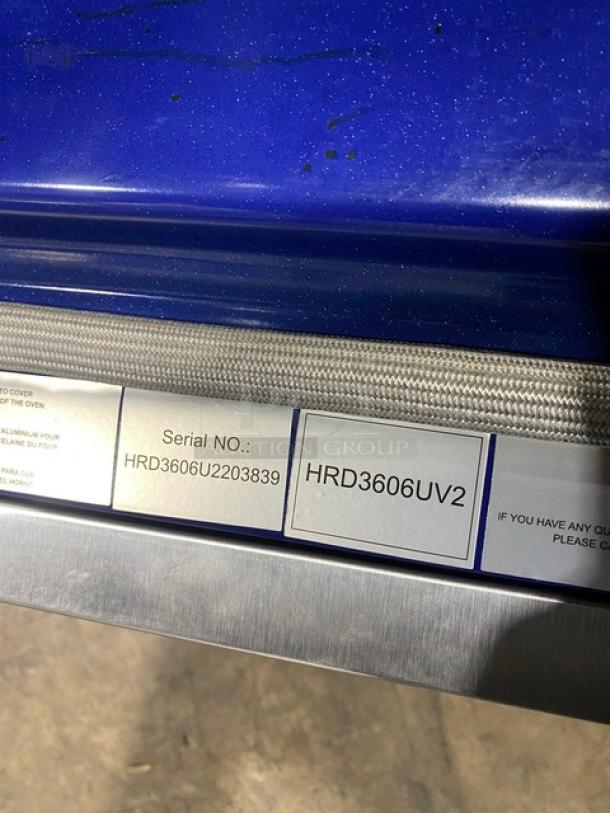 TO COVER
OF THE OVEN.
ALUMINIUM POUR
CELAINE DU FOUR
PARA CUB
EL HORNO
Serial NO.:
HRD3606U2203839
HRD3606UV2
IF YOU HAVE ANY QU
PLEASE CA
AUCTION GROUP